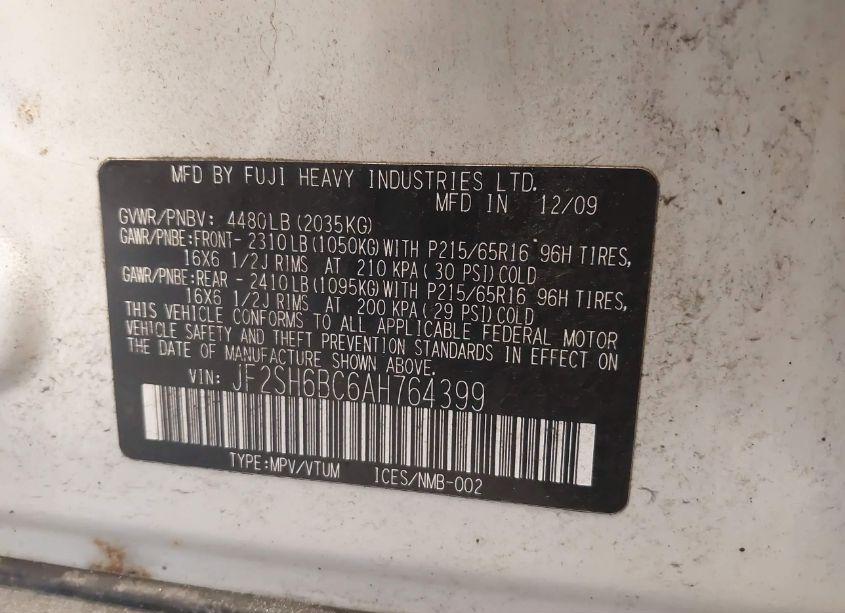 MFD BY FUJI HEAVY INDUSTRIES LTD.
MFD IN 12/09
GVWR/PNBV: 4480LB(2035KG)
GAWR/PNBE:FRONT- 2310LB(1050KG)WITH P215/65R16 96H TIRES,
16X6 1/2J RIMS AT 210 KPA(30 PSI)COLD
GAWR/PNBE:REAR - 2410LB(1095KG)WITH P215/65R16 96H TIRES,
16X6 1/2J RIMS AT 200 KPA(29 PSI)COLD
THIS VEHICLE CONFORMS TO ALL APPLICABLE FEDERAL MOTOR
VEHICLE SAFETY AND THEFT PREVENTION STANDARDS IN EFFECT ON
THE DATE OF MANUFACTURE SHOWN ABOVE.
VIN: JF2SH6BC6AH764399
TYPE:MPV/VTUM ICES/NMB-002